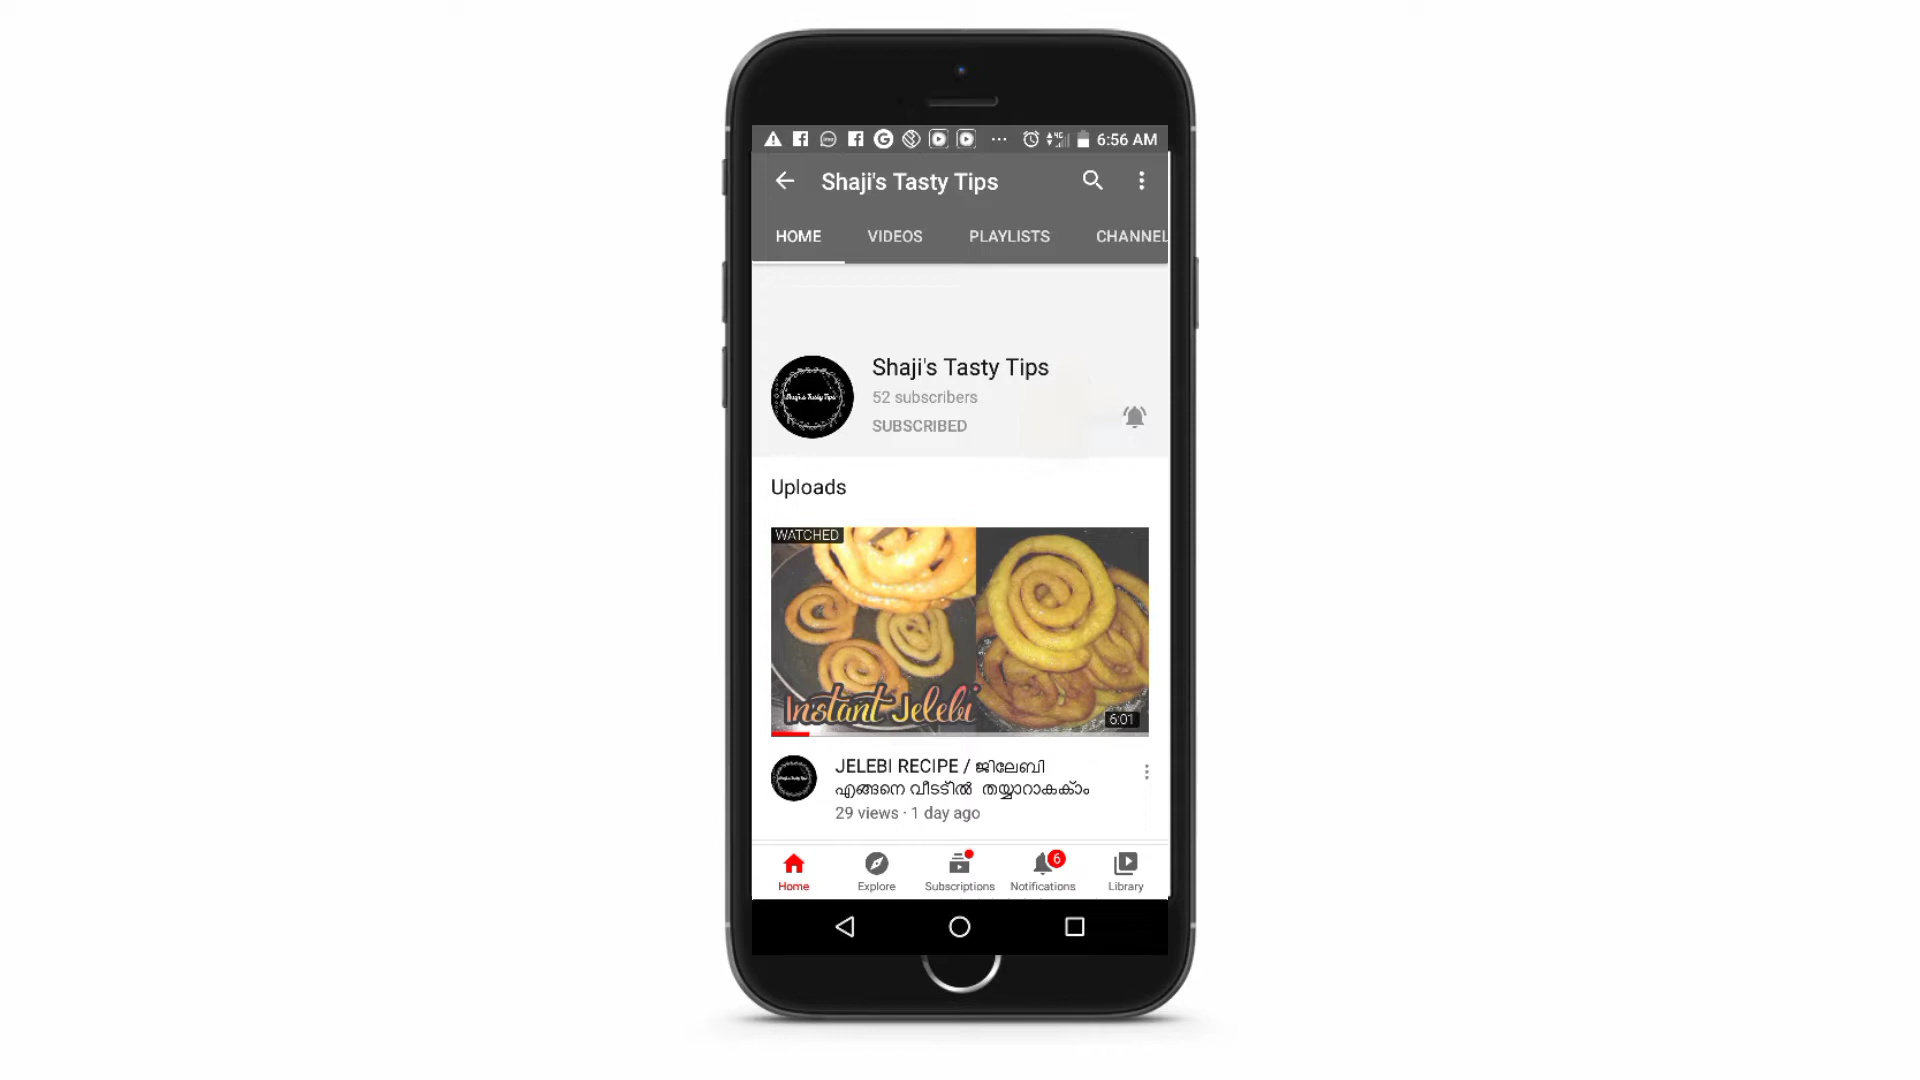 6:56 AM
Shaji's Tasty Tips
HOME VIDEOS PLAYLISTS CHANNEL
Shaji's Tasty Tips
52 subscribers
SUBSCRIBED
Uploads
WATCHED
Instant Jelebi
6:01
JELEBI RECIPE / ജിലേബി
എങ്ങനെ വീട്ടിൽ തയ്യാറാക്കാം
29 views · 1 day ago
6
Home Explore Subscriptions Notifications Library